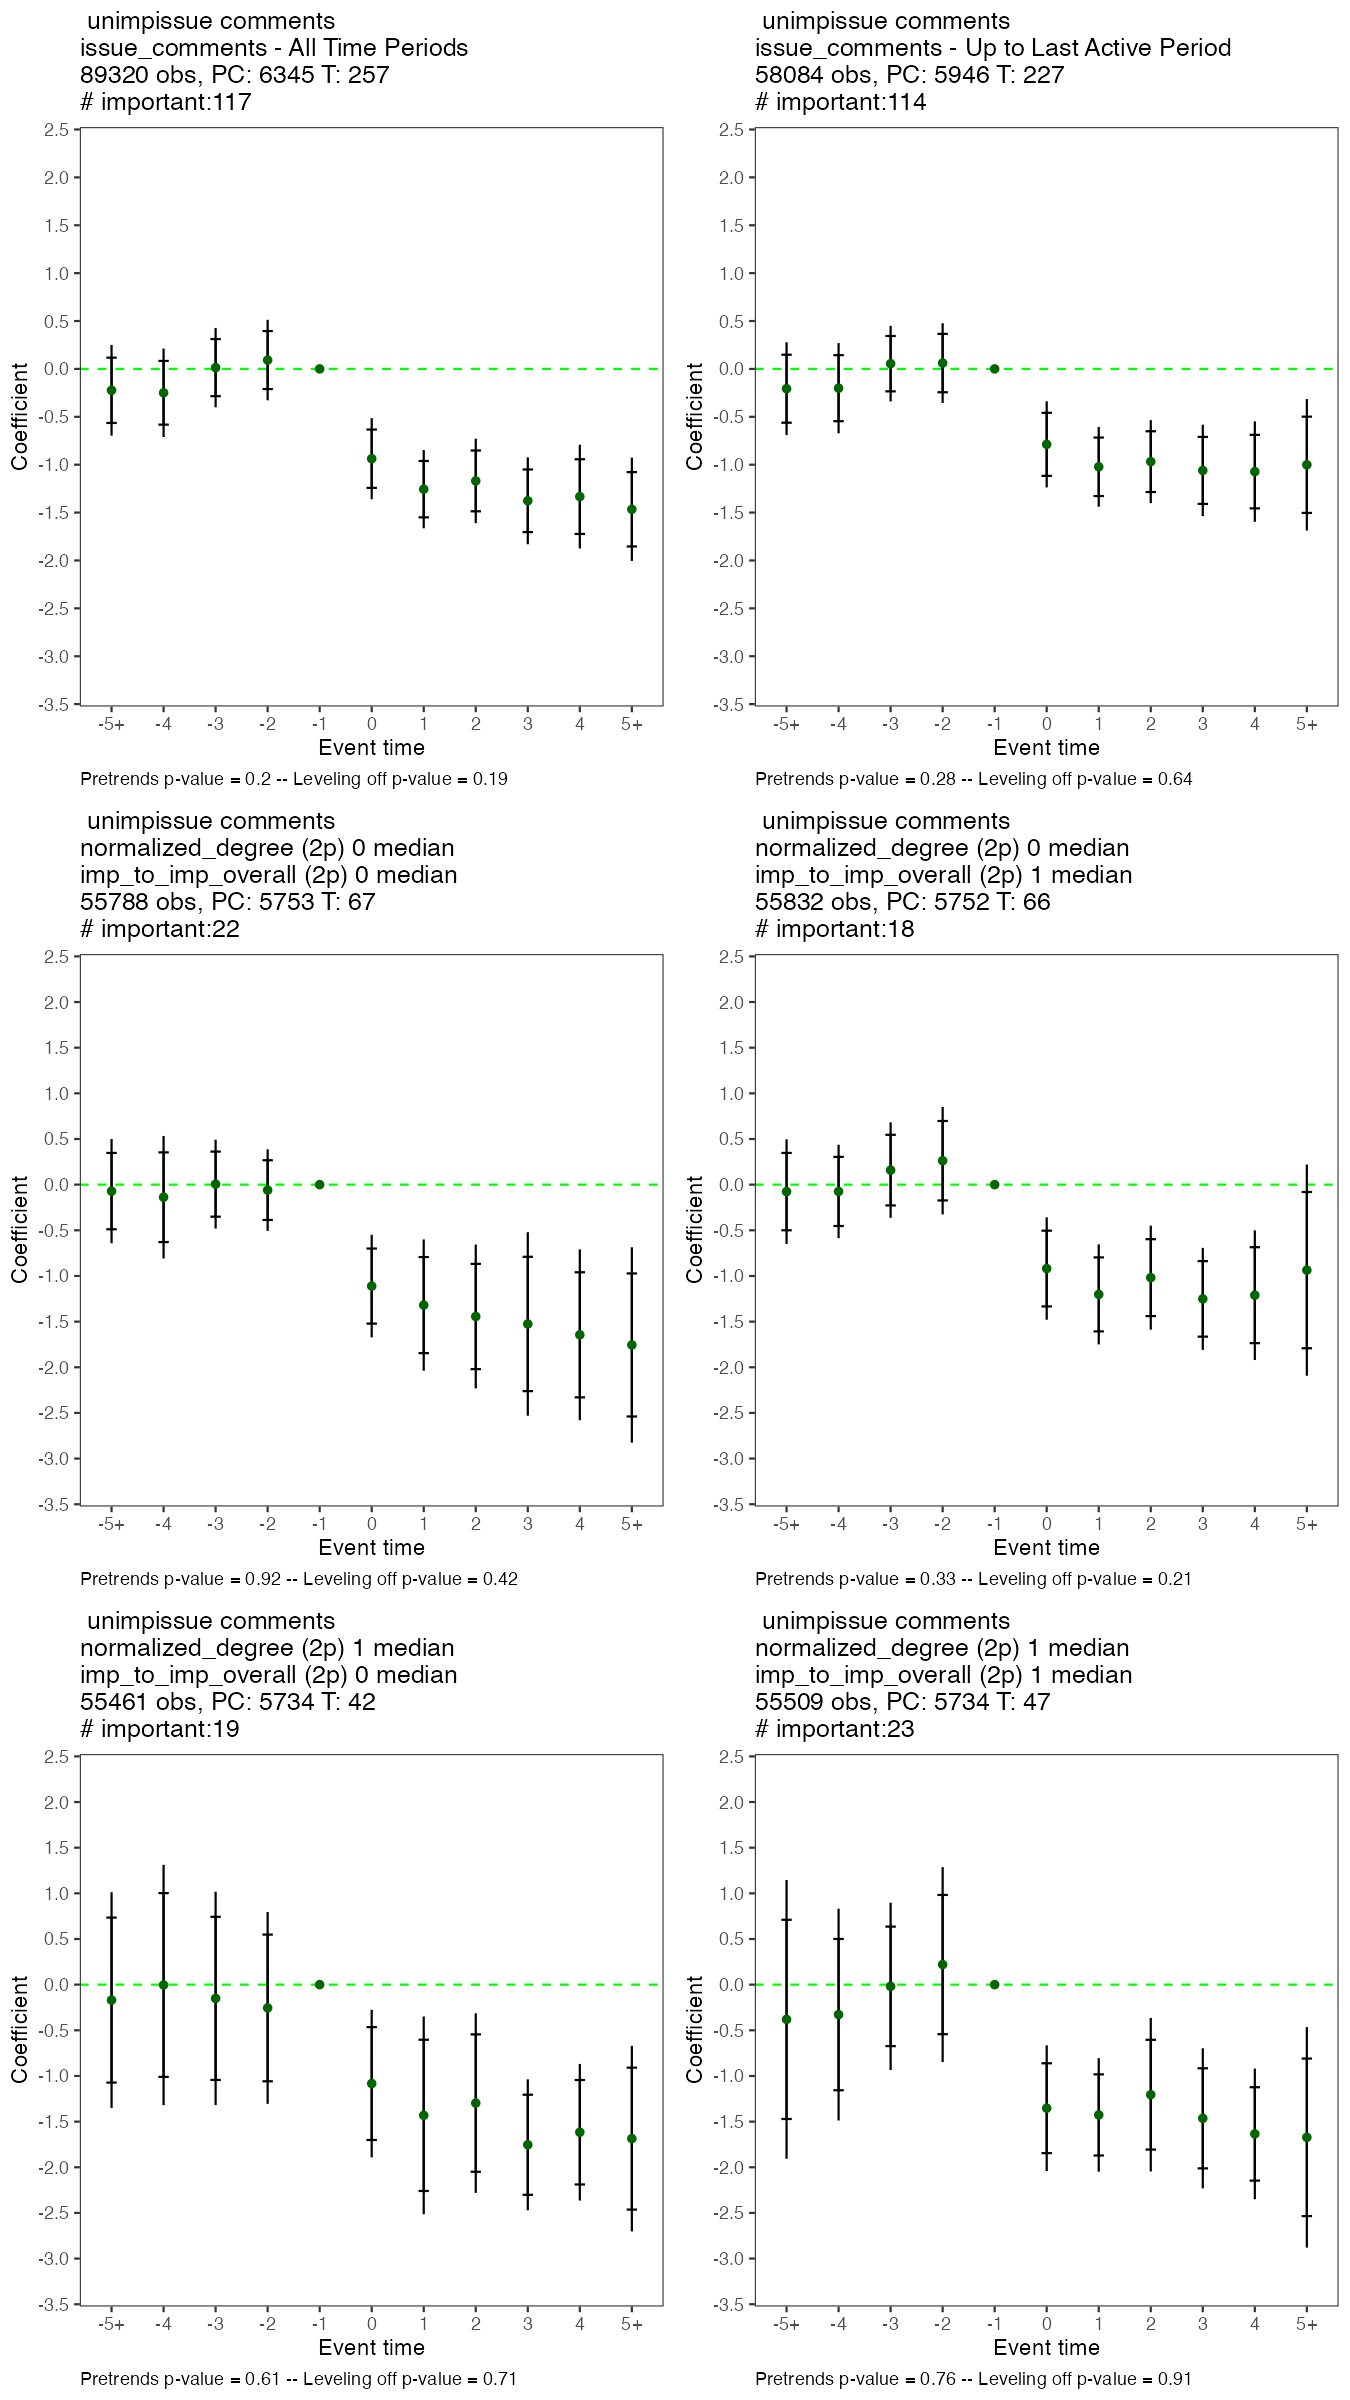 unimpissue comments
issue_comments - All Time Periods
89320 obs, PC: 6345 T: 257
# important:117
2.5
2.0
1.5
1.0
0.5
0.0
-0.5
-1.0
-1.5
-2.0
-2.5
-3.0
-3.5
Coefficient
-5+ -4 -3 -2 -1 0 1 2 3 4 5+
Event time
Pretrends p-value = 0.2 -- Leveling off p-value = 0.19
unimpissue comments
issue_comments - Up to Last Active Period
58084 obs, PC: 5946 T: 227
# important:114
2.5
2.0
1.5
1.0
0.5
0.0
-0.5
-1.0
-1.5
-2.0
-2.5
-3.0
-3.5
Coefficient
-5+ -4 -3 -2 -1 0 1 2 3 4 5+
Event time
Pretrends p-value = 0.28 -- Leveling off p-value = 0.64
unimpissue comments
normalized_degree (2p) 0 median
imp_to_imp_overall (2p) 0 median
55788 obs, PC: 5753 T: 67
# important:22
2.5
2.0
1.5
1.0
0.5
0.0
-0.5
-1.0
-1.5
-2.0
-2.5
-3.0
-3.5
Coefficient
-5+ -4 -3 -2 -1 0 1 2 3 4 5+
Event time
Pretrends p-value = 0.92 -- Leveling off p-value = 0.42
unimpissue comments
normalized_degree (2p) 0 median
imp_to_imp_overall (2p) 1 median
55832 obs, PC: 5752 T: 66
# important:18
2.5
2.0
1.5
1.0
0.5
0.0
-0.5
-1.0
-1.5
-2.0
-2.5
-3.0
-3.5
Coefficient
-5+ -4 -3 -2 -1 0 1 2 3 4 5+
Event time
Pretrends p-value = 0.33 -- Leveling off p-value = 0.21
unimpissue comments
normalized_degree (2p) 1 median
imp_to_imp_overall (2p) 0 median
55461 obs, PC: 5734 T: 42
# important:19
2.5
2.0
1.5
1.0
0.5
0.0
-0.5
-1.0
-1.5
-2.0
-2.5
-3.0
-3.5
Coefficient
-5+ -4 -3 -2 -1 0 1 2 3 4 5+
Event time
Pretrends p-value = 0.61 -- Leveling off p-value = 0.71
unimpissue comments
normalized_degree (2p) 1 median
imp_to_imp_overall (2p) 1 median
55509 obs, PC: 5734 T: 47
# important:23
2.5
2.0
1.5
1.0
0.5
0.0
-0.5
-1.0
-1.5
-2.0
-2.5
-3.0
-3.5
Coefficient
-5+ -4 -3 -2 -1 0 1 2 3 4 5+
Event time
Pretrends p-value = 0.76 -- Leveling off p-value = 0.91